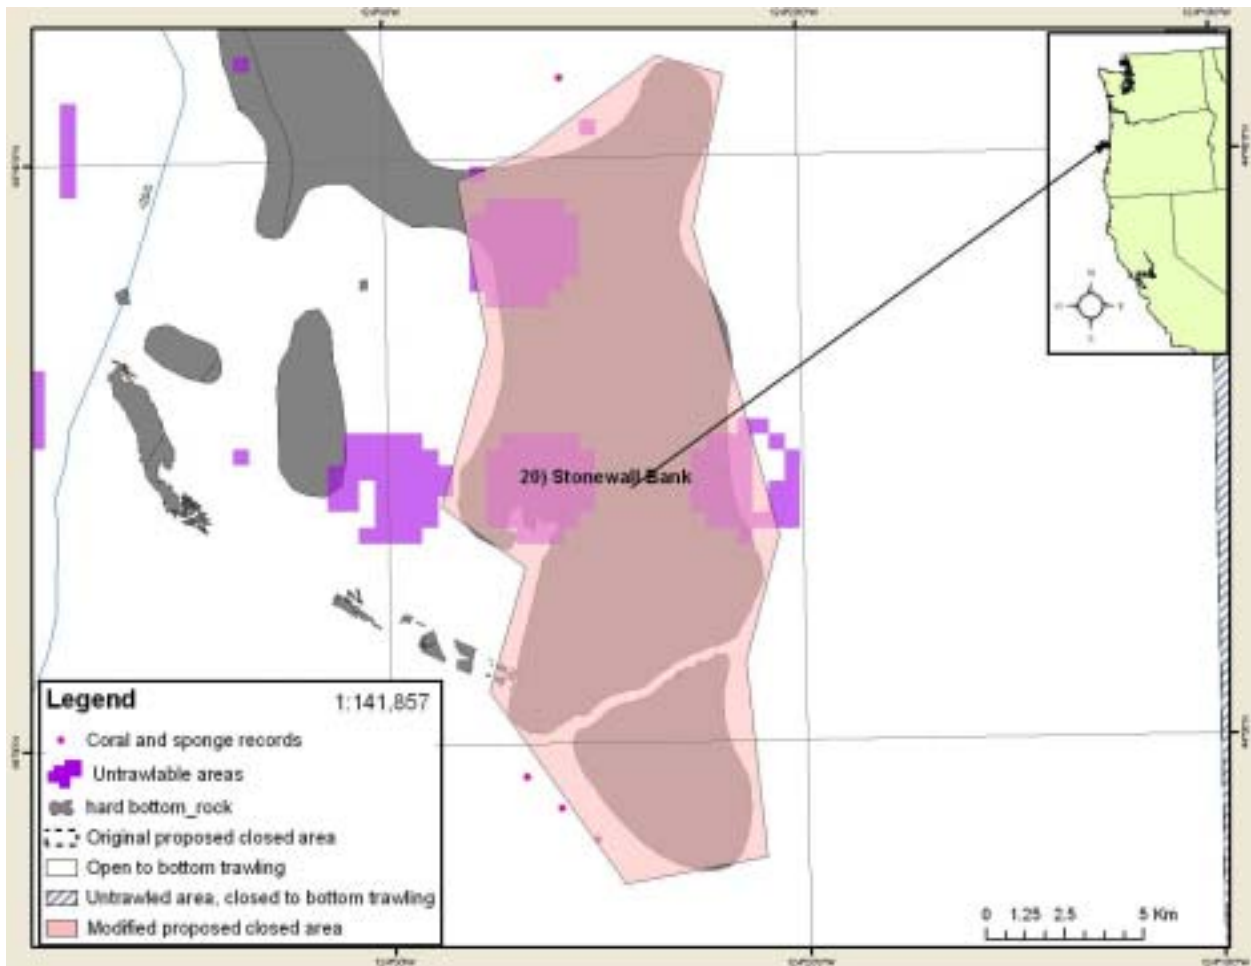 20) Stonewall Bank
Legend
1:141,857
Coral and sponge records
Untrawlable areas
hard bottom_rock
Original proposed closed area
Open to bottom trawling
Untrawled area, closed to bottom trawling
Modified proposed closed area
0 1.25 2.5 5 Km